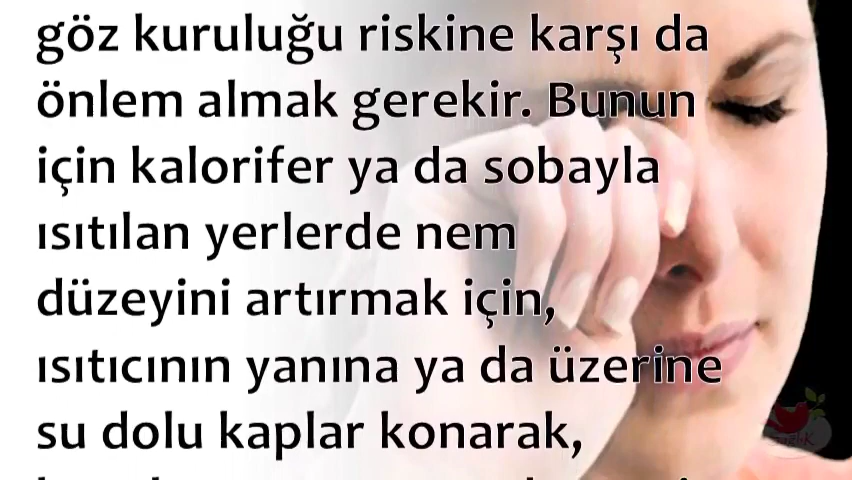 göz kuruluğu riskine karşı da
önlem almak gerekir. Bunun
için kalorifer ya da sobayla
ısıtılan yerlerde nem
düzeyini artırmak için,
ısıtıcının yanına ya da üzerine
su dolu kaplar konarak,